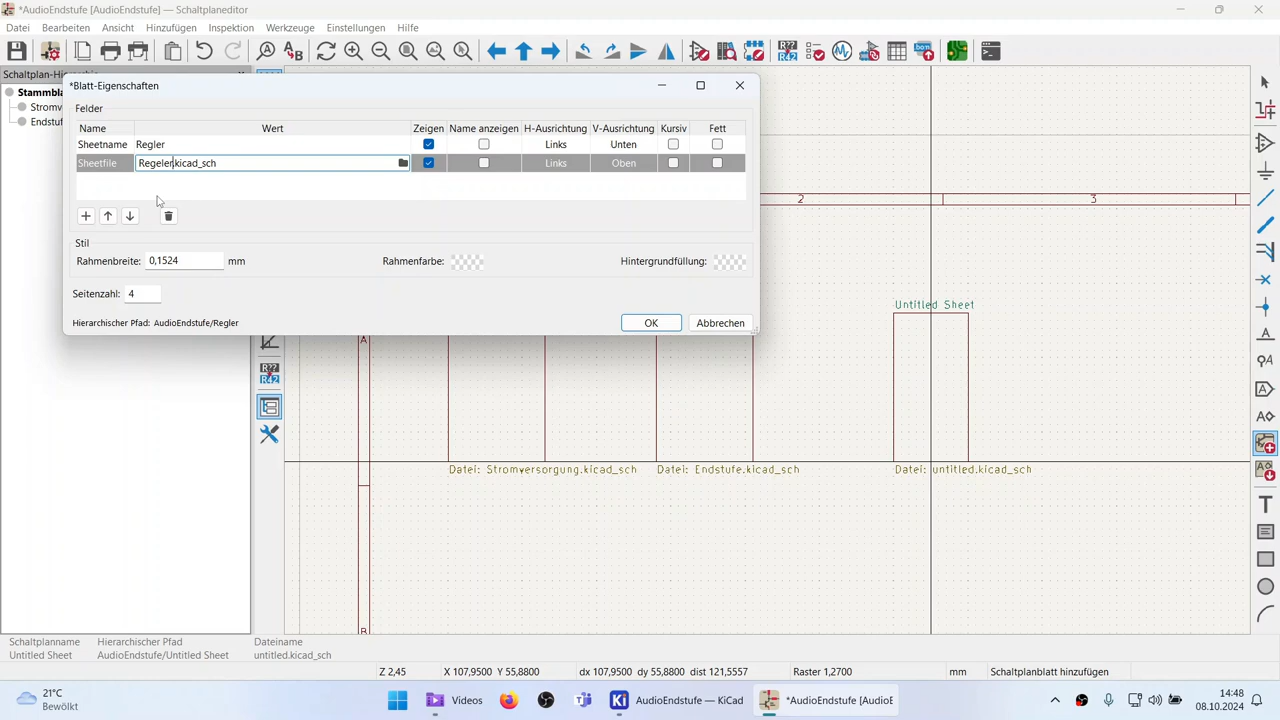 *AudioEndstufe [AudioEndstufe/] — Schaltplaneditor
Datei Bearbeiten Ansicht Hinzufügen Inspektion Werkzeuge Einstellungen Hilfe
Schaltplan-Hierarchie
*Blatt-Eigenschaften
Stammbl
Stromv
Endstuf
Felder
Name Wert Zeigen Name anzeigen H-Ausrichtung V-Ausrichtung Kursiv Fett
Sheetname Regler Links Unten
Sheetfile Regeler.kicad_sch Links Oben
Stil
Rahmenbreite: 0,1524 mm Rahmenfarbe: Hintergrundfüllung:
Seitenzahl: 4
Hierarchischer Pfad: AudioEndstufe/Regler
OK Abbrechen
2 3
Untitled Sheet
A
Datei: Stromversorgung.kicad_sch Datei: Endstufe.kicad_sch Datei: untitled.kicad_sch
B
Schaltplanname Hierarchischer Pfad Dateiname
Untitled Sheet AudioEndstufe/Untitled Sheet untitled.kicad_sch
Z 2,45 X 107,9500 Y 55,8800 dx 107,9500 dy 55,8800 dist 121,5557 Raster 1,2700 mm Schaltplanblatt hinzufügen
21°C
Bewölkt
Videos
AudioEndstufe — KiCad
*AudioEndstufe [AudioE
14:48
08.10.2024